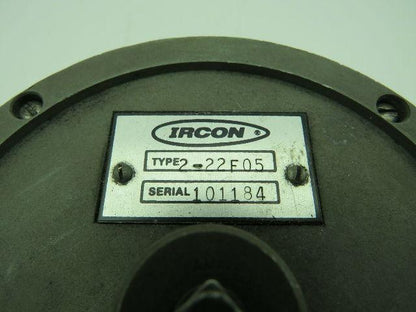 IRCON ®
TYPE 2-22F05
SERIAL 101184